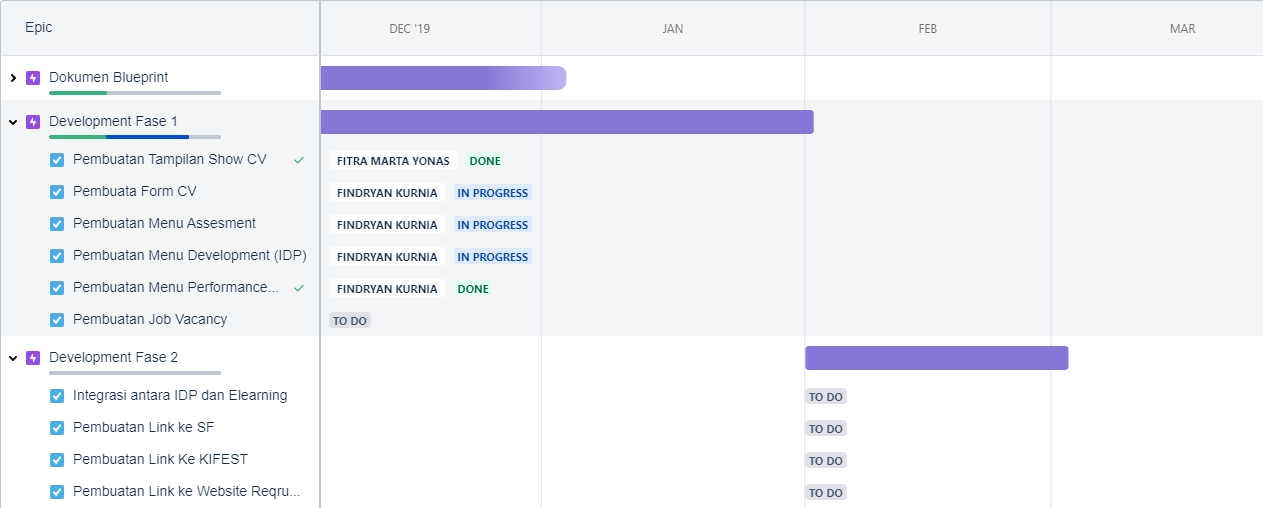 Epic
DEC '19
JAN
FEB
MAR
Dokumen Blueprint
Development Fase 1
Pembuatan Tampilan Show CV FITRA MARTA YONAS DONE
Pembuata Form CV FINDRYAN KURNIA IN PROGRESS
Pembuatan Menu Assesment FINDRYAN KURNIA IN PROGRESS
Pembuatan Menu Development (IDP) FINDRYAN KURNIA IN PROGRESS
Pembuatan Menu Performance... FINDRYAN KURNIA DONE
Pembuatan Job Vacancy TO DO
Development Fase 2
Integrasi antara IDP dan Elearning TO DO
Pembuatan Link ke SF TO DO
Pembuatan Link Ke KIFEST TO DO
Pembuatan Link ke Website Reqru... TO DO